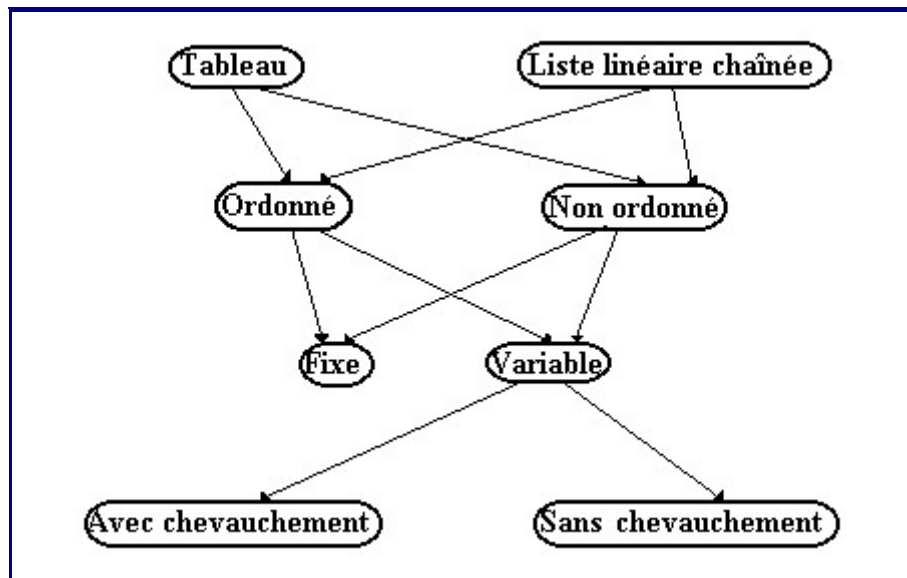 Tableau
Liste linéaire chaînée
Ordonné
Non ordonné
Fixe
Variable
Avec chevauchement
Sans chevauchement